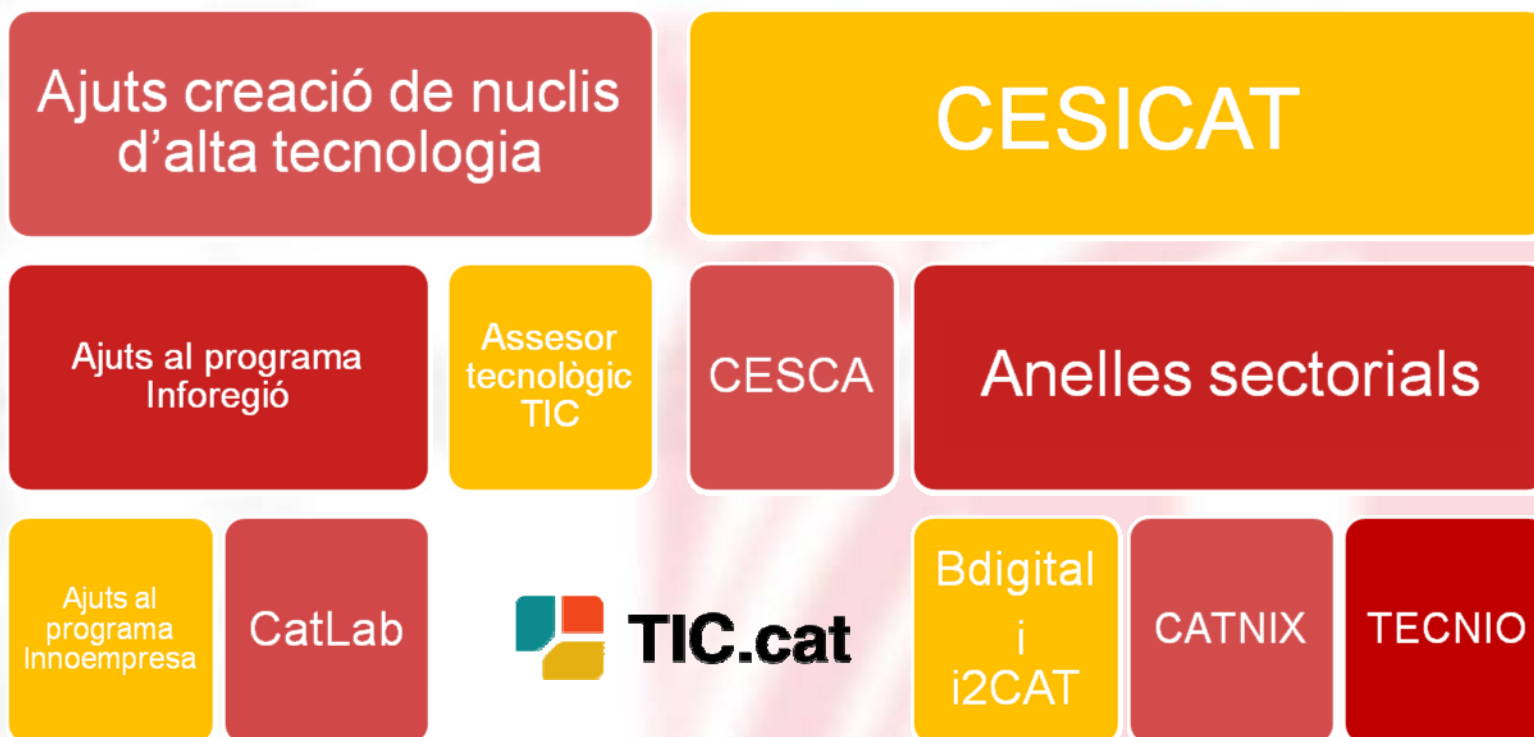 Ajuts creació de nuclis
d’alta tecnologia
CESICAT
Ajuts al programa
Inforegió
Assesor
tecnològic
TIC
CESCA
Anelles sectorials
Ajuts al
programa
Innoempresa
CatLab
TIC.cat
Bdigital
i
i2CAT
CATNIX
TECNIO